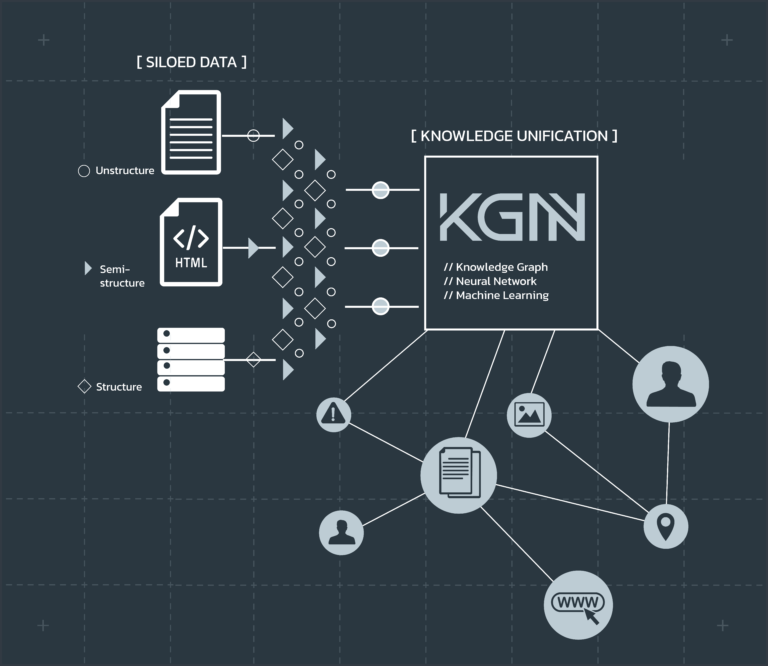 [ SILOED DATA ]
[ KNOWLEDGE UNIFICATION ]
Unstructure
</> 
HTML
Semi-
structure
Structure
KGNN
// Knowledge Graph
// Neural Network
// Machine Learning
!
WWW